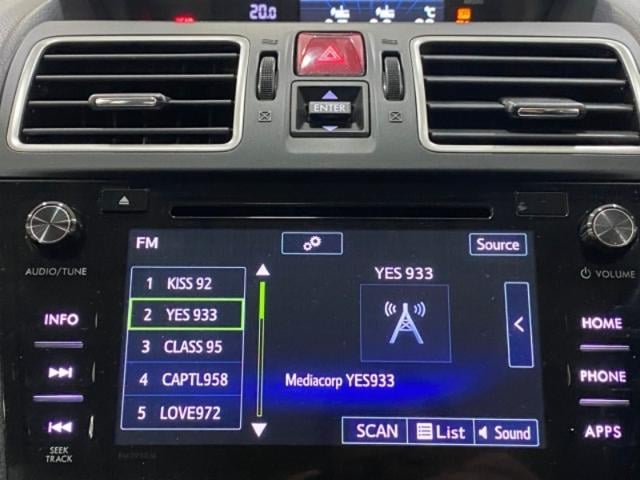 20.0
ENTER
AUDIO/TUNE
VOLUME
FM
Source
1 KISS 92
2 YES 933
3 CLASS 95
4 CAPTL958
5 LOVE972
YES 933
Mediacorp YES933
<
SCAN
List
Sound
INFO
SEEK
TRACK
HOME
PHONE
APPS